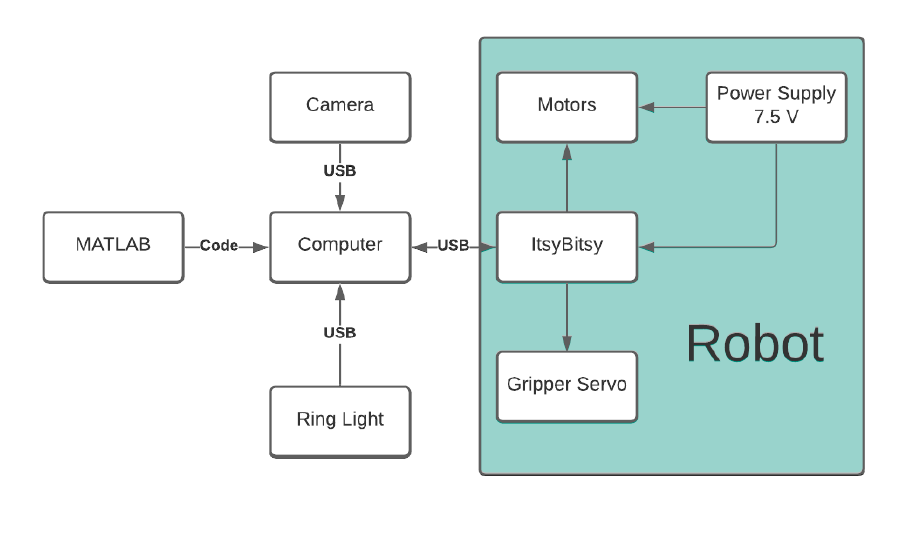 Camera
Motors
Power Supply
7.5 V
USB
MATLAB
Code
Computer
USB
ItsyBitsy
USB
Robot
Gripper Servo
Ring Light